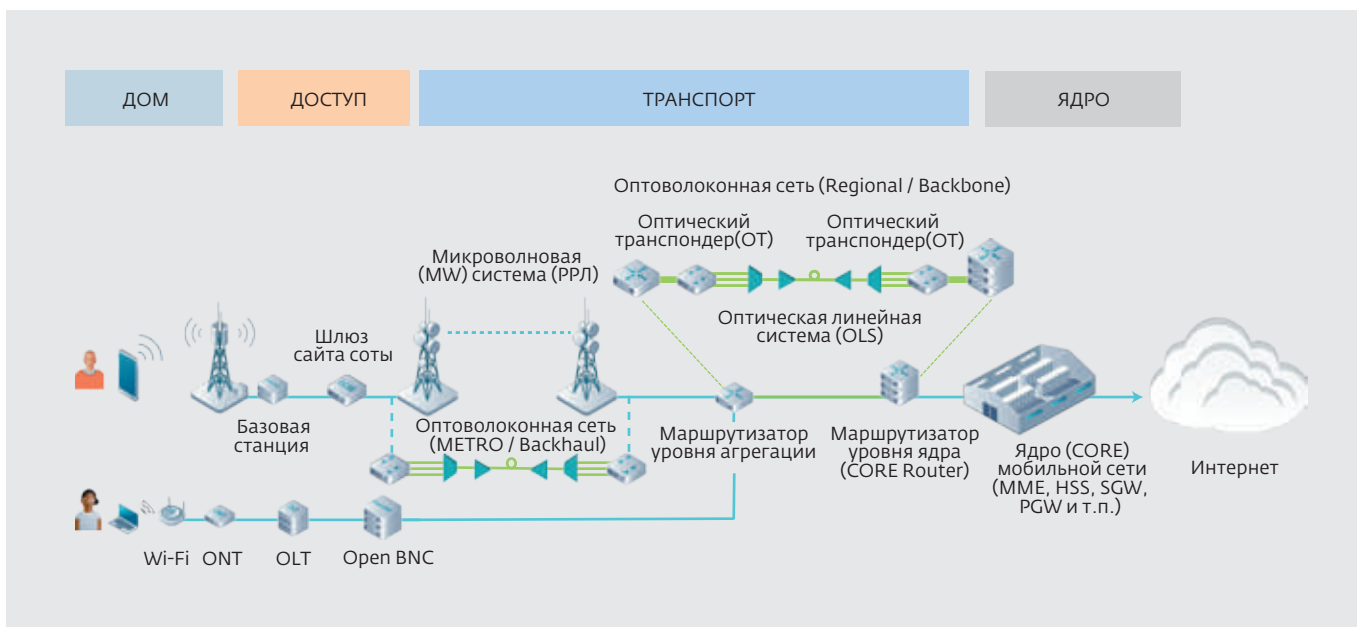 ДОМ
ДОСТУП
ТРАНСПОРТ
ЯДРО
Оптоволоконная сеть (Regional / Backbone)
Оптический
транспондер(ОТ)
Оптический
транспондер(ОТ)
Микроволновая
(MW) система (РРЛ)
Оптическая линейная
система (OLS)
Шлюз
сайта соты
Базовая
станция
Оптоволоконная сеть
(METRO / Backhaul)
Маршрутизатор
уровня агрегации
Маршрутизатор
уровня ядра
(CORE Router)
Ядро (CORE)
мобильной сети
(MME, HSS, SGW,
PGW и т.п.)
Интернет
Wi-Fi
ONT
OLT
Open BNC